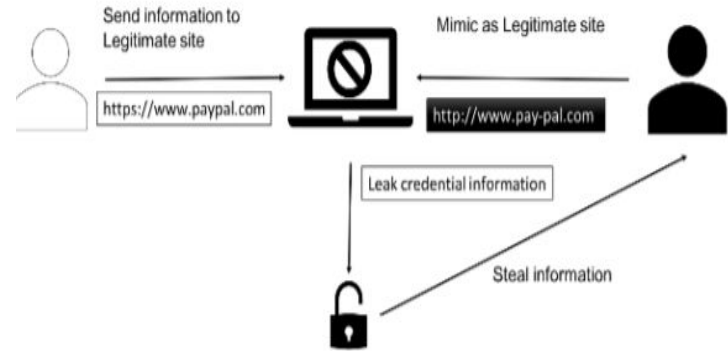 Send information to
Legitimate site
https://www.paypal.com
Mimic as Legitimate site
http://www.pay-pal.com
Leak credential information
Steal information